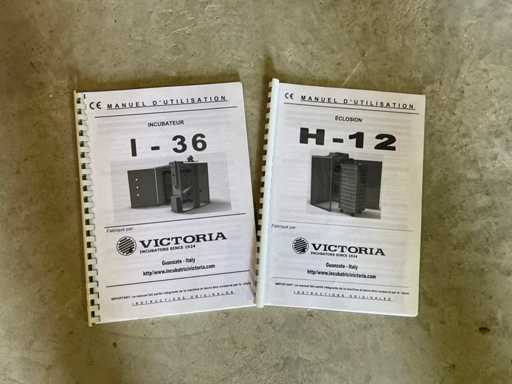 CE MANUEL D'UTILISATION
INCUBATEUR
I - 36
Fabriqué par:
VICTORIA
INCUBATORS SINCE 1924
Guanzate - Italy
http/www.incubatricivictoria.com
INSTRUCTIONS ORIGINALES
CE MANUEL D'UTILISATION
ÉCLOSION
H-12
Fabriqué par:
VICTORIA
INCUBATORS SINCE 1924
Guanzate - Italy
http/www.incubatricivictoria.com
INSTRUCTIONS ORIGINALES